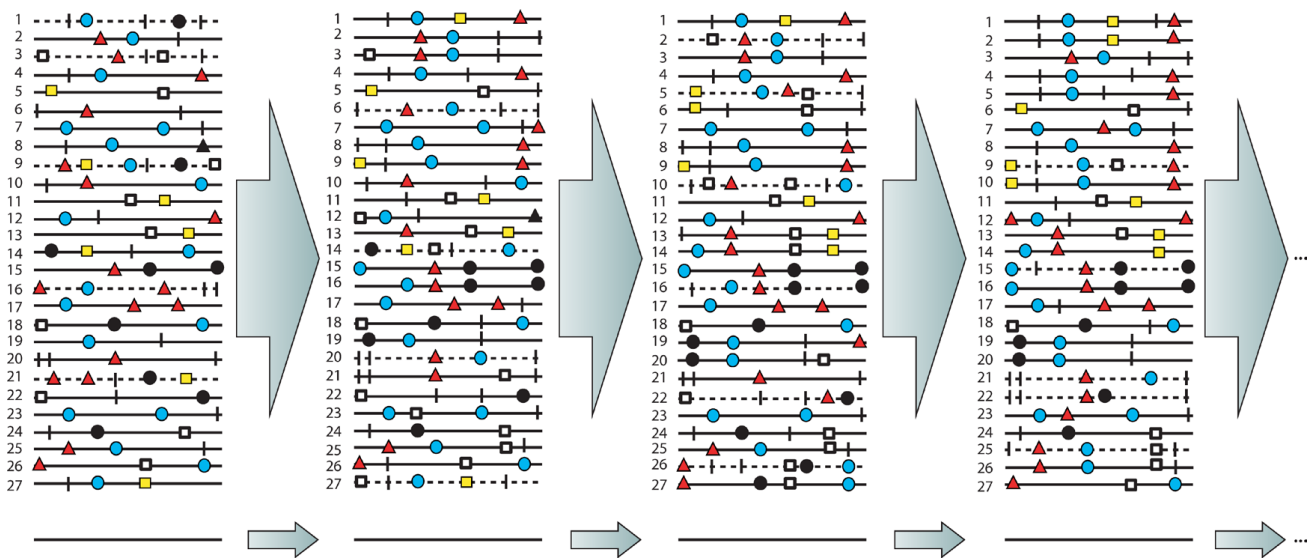 1 1 1 1
2 2 2 2
3 3 3 3
4 4 4 4
5 5 5 5
6 6 6 6
7 7 7 7
8 8 8 8
9 9 9 9
10 10 10 10
11 11 11 11
12 12 12 12
13 13 13 13
14 14 14 14
15 15 15 15 ...
16 16 16 16
17 17 17 17
18 18 18 18
19 19 19 19
20 20 20 20
21 21 21 21
22 22 22 22
23 23 23 23
24 24 24 24
25 25 25 25
26 26 26 26
27 27 27 27
...